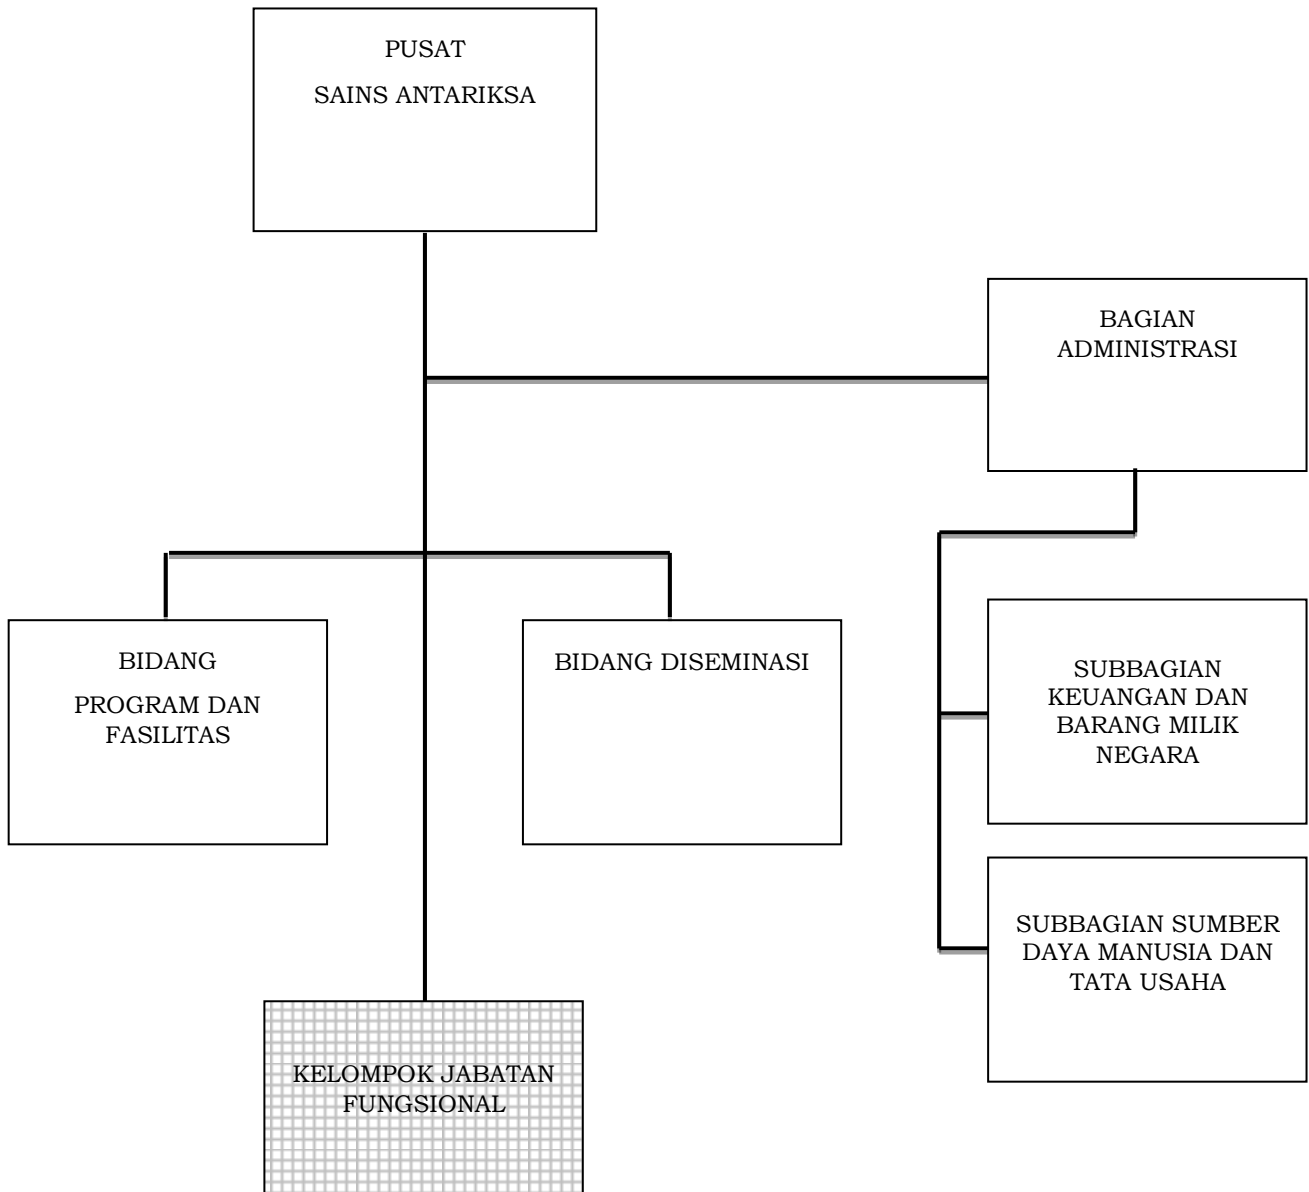 PUSAT
SAINS ANTARIKSA
BAGIAN
ADMINISTRASI
BIDANG
PROGRAM DAN
FASILITAS
BIDANG DISEMINASI
SUBBAGIAN
KEUANGAN DAN
BARANG MILIK
NEGARA
SUBBAGIAN SUMBER
DAYA MANUSIA DAN
TATA USAHA
KELOMPOK JABATAN
FUNGSIONAL